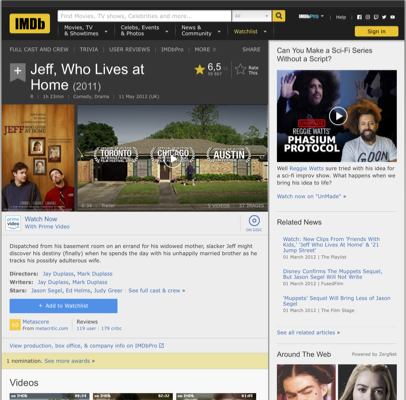 IMDb
Find Movies, TV shows, Celebrities and more...
All
IMDbPro
Help
Movies, TV
& Showtimes
Celebs, Events
& Photos
News &
Community
Watchlist
Sign in
FULL CAST AND CREW | TRIVIA | USER REVIEWS | IMDbPro | MORE
SHARE
Jeff, Who Lives at
Home (2011)
6,5
Rate
This
R | 1h 23min | Comedy, Drama | 11 May 2012 (UK)
JEFF
TORONTO
CHICAGO
AUSTIN
Trailer
5 VIDEOS
37 IMAGES
prime
video
Watch Now
With Prime Video
ON DISC
Dispatched from his basement room on an errand for his widowed mother, slacker Jeff might
discover his destiny (finally) when he spends the day with his unhappily married brother as he
tracks his possibly adulterous wife.
Directors: Jay Duplass, Mark Duplass
Writers: Jay Duplass, Mark Duplass
Stars: Jason Segel, Ed Helms, Judy Greer | See full cast & crew »
+ Add to Watchlist
Metascore
From metacritic.com
Reviews
119 user | 179 critic
View production, box office, & company info on IMDbPro
1 nomination. See more awards »
Videos
Can You Make a Sci-Fi Series
Without a Script?
REGGIE WATTS'
PHASIUM
PROTOCOL
Well Reggie Watts sure tried with his idea for
a sci-fi improv show. What happens when we
bring his idea to life?
Watch now on "UnMade" »
Related News
Watch: New Clips From 'Friends With
Kids,' 'Jeff Who Lives At Home' & '21
Jump Street'
01 March 2012 | The Playlist
Disney Confirms The Muppets Sequel,
But Jason Segel Will Not Write
01 March 2012 | FusedFilm
'Muppets' Sequel Will Bring Less of Jason
Segel
01 March 2012 | The Film Stage
See all related articles »
Around The Web
Powered by ZergNet